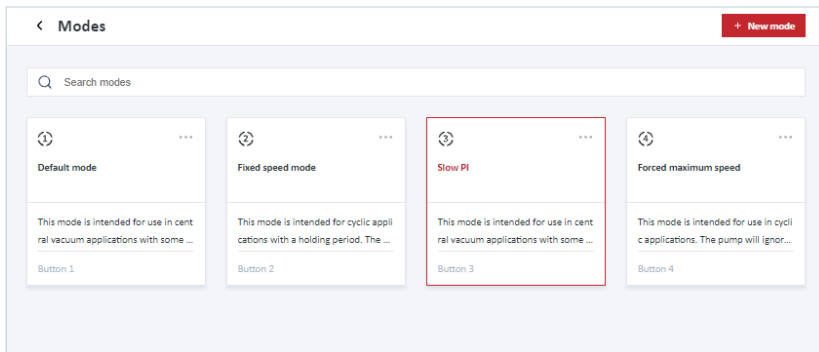 Modes
+ New mode
Search modes
1
Default mode
This mode is intended for use in cent
ral vacuum applications with some ...
Button 1
2
Fixed speed mode
This mode is intended for cyclic appli
cations with a holding period. The ...
Button 2
3
Slow PI
This mode is intended for use in cent
ral vacuum applications with some ...
Button 3
4
Forced maximum speed
This mode is intended for use in cycli
c applications. The pump will ignor...
Button 4